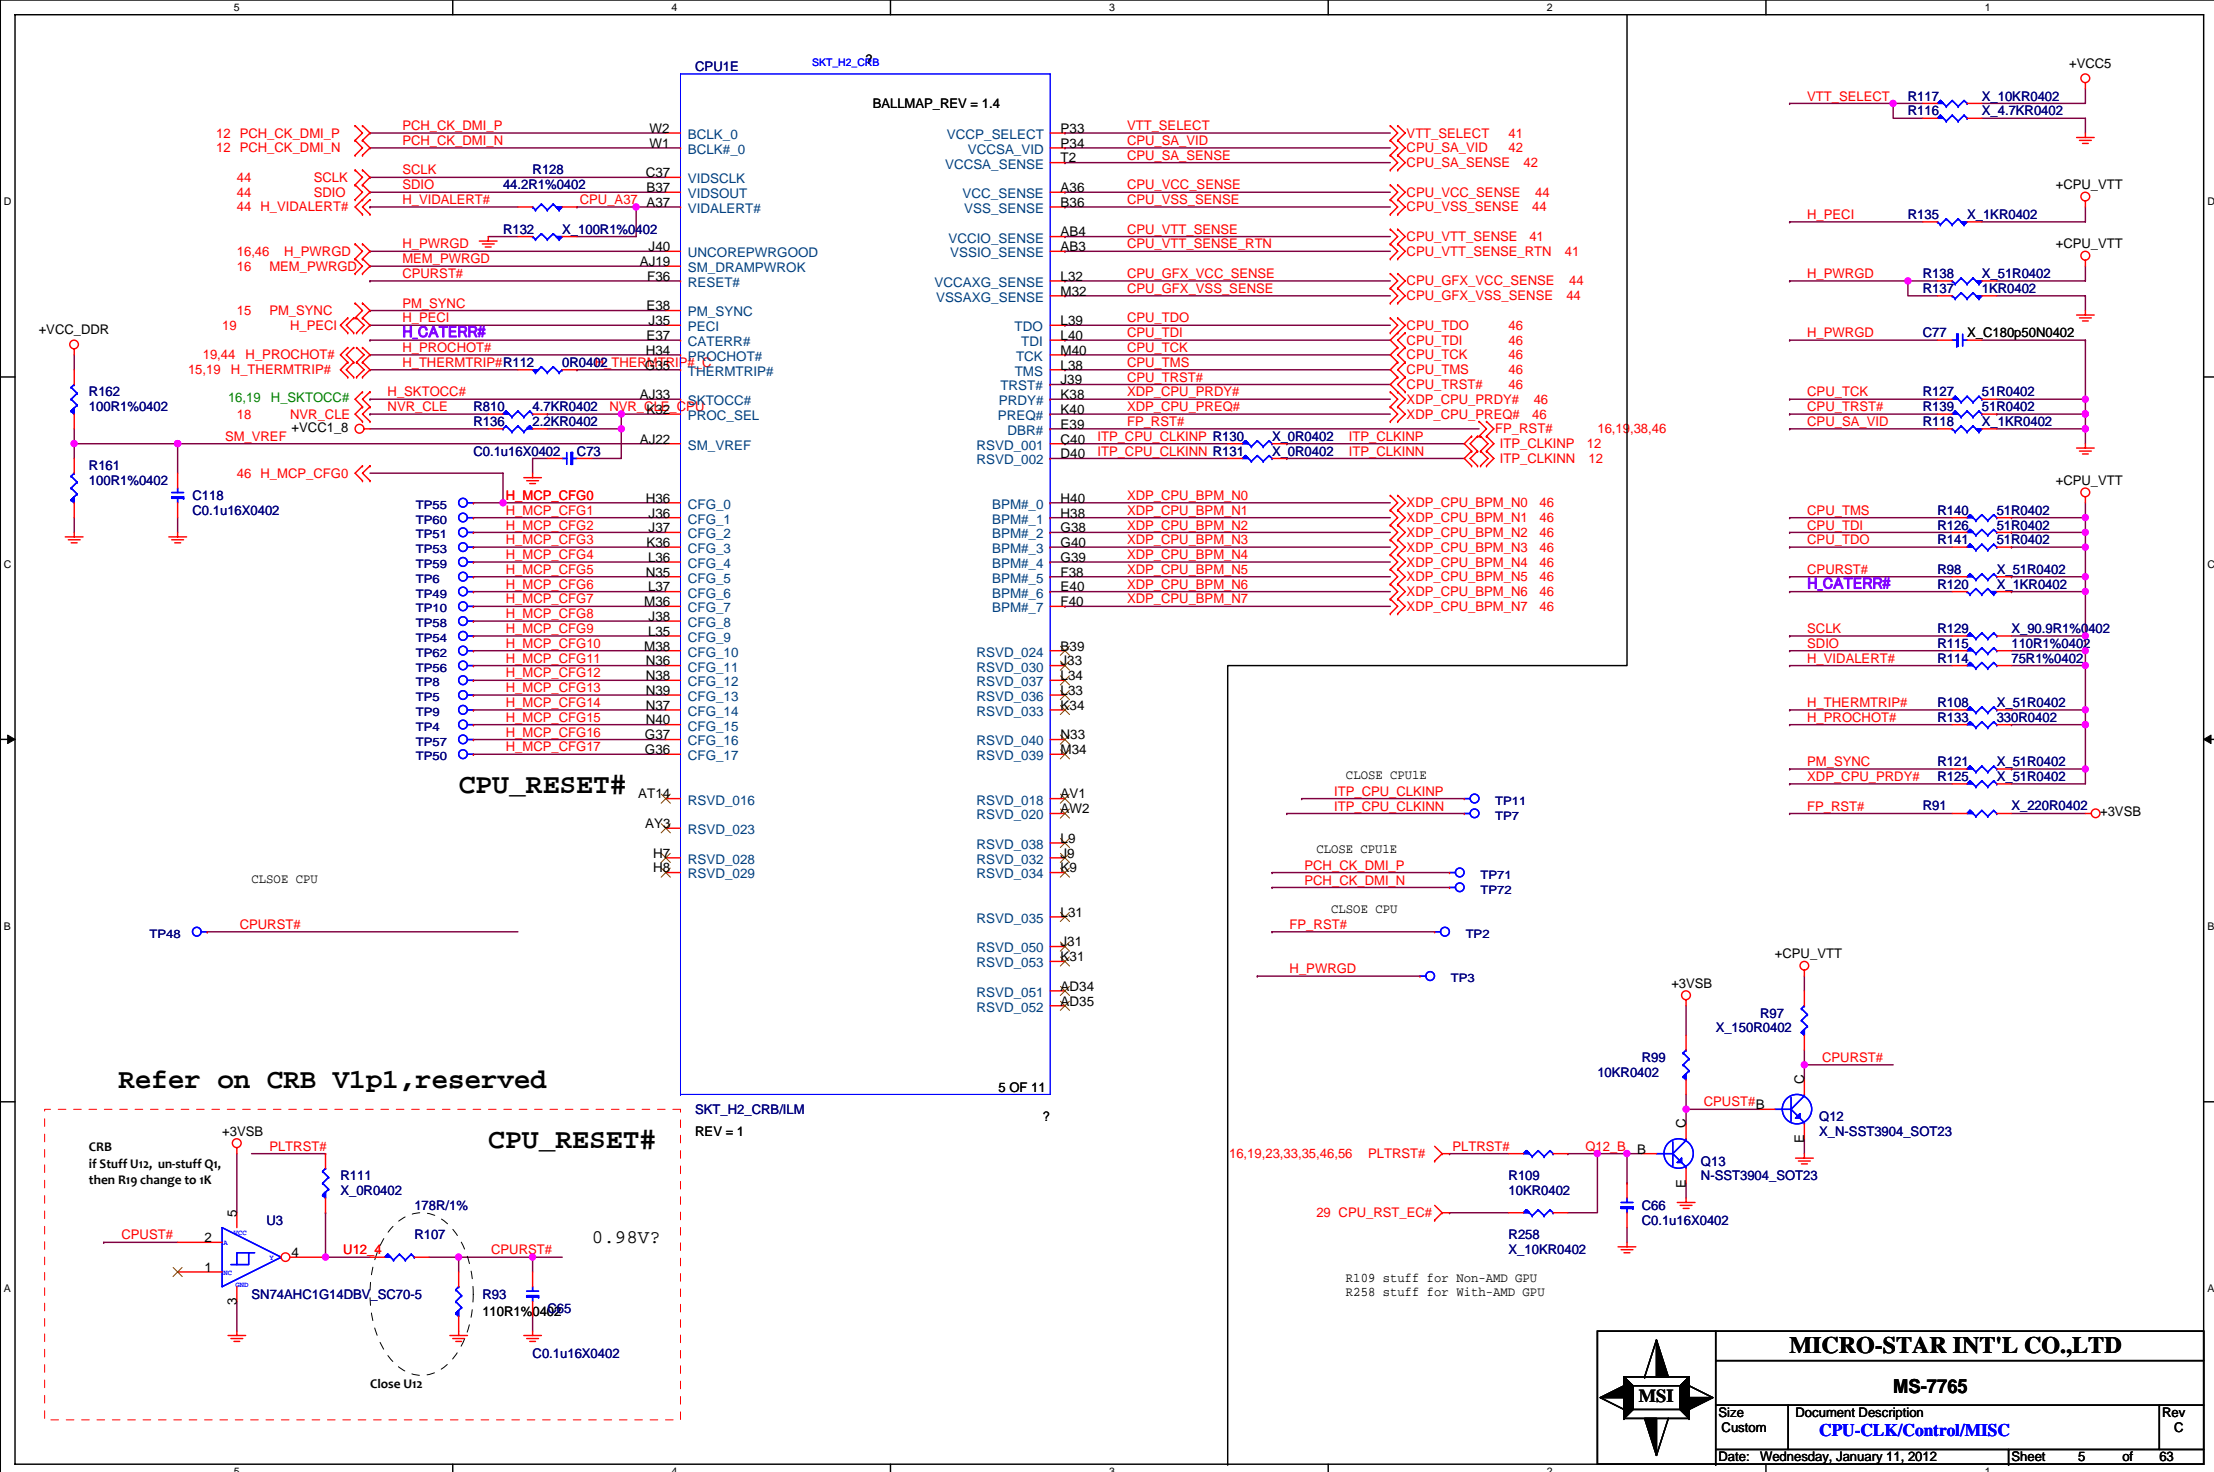 5 4 3 2 1
CPU1E
SKT_H2_CRB
?
BALLMAP_REV = 1.4
12 PCH_CK_DMI_P PCH_CK_DMI_P W2 BCLK_0
12 PCH_CK_DMI_N PCH_CK_DMI_N W1 BCLK#_0
44 SCLK SCLK R128 C37 VIDSCLK
44 SDIO SDIO 44.2R1%0402 B37 VIDSOUT
44 H_VIDALERT# H_VIDALERT# CPU_A37 A37 VIDALERT#
R132 X_100R1%0402
16,46 H_PWRGD H_PWRGD J40 UNCOREPWRGOOD
16 MEM_PWRGD MEM_PWRGD AJ19 SM_DRAMPWROK
CPURST# F36 RESET#
15 PM_SYNC PM_SYNC E38 PM_SYNC
19 H_PECI H_PECI J35 PECI
H_CATERR# E37 CATERR#
19,44 H_PROCHOT# H_PROCHOT# H34 PROCHOT#
15,19 H_THERMTRIP# H_THERMTRIP# R112 0R0402 H_THERMTRIP#_C G35 THERMTRIP#
16,19 H_SKTOCC# H_SKTOCC# AJ33 SKTOCC#
18 NVR_CLE NVR_CLE R810 4.7KR0402 NVR_CLE_CPU K32 PROC_SEL
+VCC1_8 R136 2.2KR0402
SM_VREF AJ22 SM_VREF
C0.1u16X0402 C73
+VCC_DDR
R162
100R1%0402
R161
100R1%0402
C118
C0.1u16X0402
46 H_MCP_CFG0
TP55 H_MCP_CFG0 H36 CFG_0
TP60 H_MCP_CFG1 J36 CFG_1
TP51 H_MCP_CFG2 J37 CFG_2
TP53 H_MCP_CFG3 K36 CFG_3
TP59 H_MCP_CFG4 L36 CFG_4
TP6 H_MCP_CFG5 N35 CFG_5
TP49 H_MCP_CFG6 L37 CFG_6
TP10 H_MCP_CFG7 M36 CFG_7
TP58 H_MCP_CFG8 J38 CFG_8
TP54 H_MCP_CFG9 L35 CFG_9
TP62 H_MCP_CFG10 M38 CFG_10
TP56 H_MCP_CFG11 N36 CFG_11
TP8 H_MCP_CFG12 N38 CFG_12
TP5 H_MCP_CFG13 N39 CFG_13
TP9 H_MCP_CFG14 N37 CFG_14
TP4 H_MCP_CFG15 N40 CFG_15
TP57 H_MCP_CFG16 G37 CFG_16
TP50 H_MCP_CFG17 G36 CFG_17
CPU_RESET#
AT14 RSVD_016
AY3 RSVD_023
H7 RSVD_028
H8 RSVD_029
CLSOE CPU
TP48 CPURST#
VCCP_SELECT P33 VTT_SELECT VTT_SELECT 41
VCCSA_VID P34 CPU_SA_VID CPU_SA_VID 42
VCCSA_SENSE T2 CPU_SA_SENSE CPU_SA_SENSE 42
VCC_SENSE A36 CPU_VCC_SENSE CPU_VCC_SENSE 44
VSS_SENSE B36 CPU_VSS_SENSE CPU_VSS_SENSE 44
VCCIO_SENSE AB4 CPU_VTT_SENSE CPU_VTT_SENSE 41
VSSIO_SENSE AB3 CPU_VTT_SENSE_RTN CPU_VTT_SENSE_RTN 41
VCCAXG_SENSE L32 CPU_GFX_VCC_SENSE CPU_GFX_VCC_SENSE 44
VSSAXG_SENSE M32 CPU_GFX_VSS_SENSE CPU_GFX_VSS_SENSE 44
TDO L39 CPU_TDO CPU_TDO 46
TDI L40 CPU_TDI CPU_TDI 46
TCK M40 CPU_TCK CPU_TCK 46
TMS L38 CPU_TMS CPU_TMS 46
TRST# J39 CPU_TRST# CPU_TRST# 46
PRDY# K38 XDP_CPU_PRDY# XDP_CPU_PRDY# 46
PREQ# K40 XDP_CPU_PREQ# XDP_CPU_PREQ# 46
DBR# E39 FP_RST# FP_RST# 16,19,38,46
RSVD_001 C40 ITP_CPU_CLKINP R130 X_0R0402 ITP_CLKINP ITP_CLKINP 12
RSVD_002 D40 ITP_CPU_CLKINN R131 X_0R0402 ITP_CLKINN ITP_CLKINN 12
BPM#_0 H40 XDP_CPU_BPM_N0 XDP_CPU_BPM_N0 46
BPM#_1 H38 XDP_CPU_BPM_N1 XDP_CPU_BPM_N1 46
BPM#_2 G38 XDP_CPU_BPM_N2 XDP_CPU_BPM_N2 46
BPM#_3 G40 XDP_CPU_BPM_N3 XDP_CPU_BPM_N3 46
BPM#_4 G39 XDP_CPU_BPM_N4 XDP_CPU_BPM_N4 46
BPM#_5 F38 XDP_CPU_BPM_N5 XDP_CPU_BPM_N5 46
BPM#_6 E40 XDP_CPU_BPM_N6 XDP_CPU_BPM_N6 46
BPM#_7 F40 XDP_CPU_BPM_N7 XDP_CPU_BPM_N7 46
RSVD_024 B39
RSVD_030 J33
RSVD_037 L34
RSVD_036 L33
RSVD_033 K34
RSVD_040 N33
RSVD_039 M34
RSVD_018 AV1
RSVD_020 AW2
RSVD_038 L9
RSVD_032 J9
RSVD_034 K9
RSVD_035 L31
RSVD_050 J31
RSVD_053 K31
RSVD_051 AD34
RSVD_052 AD35
5 OF 11
SKT_H2_CRB/ILM
REV = 1
?
+VCC5
VTT_SELECT R117 X_10KR0402
R116 X_4.7KR0402
+CPU_VTT
H_PECI R135 X_1KR0402
+CPU_VTT
H_PWRGD R138 X_51R0402
R137 1KR0402
H_PWRGD C77 X_C180p50N0402
CPU_TCK R127 51R0402
CPU_TRST# R139 51R0402
CPU_SA_VID R118 X_1KR0402
+CPU_VTT
CPU_TMS R140 51R0402
CPU_TDI R126 51R0402
CPU_TDO R141 51R0402
CPURST# R98 X_51R0402
H_CATERR# R120 X_1KR0402
SCLK R129 X_90.9R1%0402
SDIO R115 110R1%0402
H_VIDALERT# R114 75R1%0402
H_THERMTRIP# R108 X_51R0402
H_PROCHOT# R133 330R0402
PM_SYNC R121 X_51R0402
XDP_CPU_PRDY# R125 X_51R0402
FP_RST# R91 X_220R0402 +3VSB
CLOSE CPU1E
ITP_CPU_CLKINP TP11
ITP_CPU_CLKINN TP7
CLOSE CPU1E
PCH_CK_DMI_P TP71
PCH_CK_DMI_N TP72
CLSOE CPU
FP_RST# TP2
H_PWRGD TP3
+CPU_VTT
+3VSB
R97
X_150R0402
R99
10KR0402
CPURST#
C
CPUST# B
Q12
X_N-SST3904_SOT23
E
C
16,19,23,33,35,46,56 PLTRST# PLTRST# Q12_B B
Q13
N-SST3904_SOT23
E
R109
10KR0402
29 CPU_RST_EC#
C66
C0.1u16X0402
R258
X_10KR0402
R109 stuff for Non-AMD GPU
R258 stuff for With-AMD GPU
Refer on CRB V1p1,reserved
CPU_RESET#
CRB
if Stuff U12, un-stuff Q1,
then R19 change to 1K
+3VSB
PLTRST#
R111
X_0R0402
178R/1%
R107
5
U3
VCC
CPUST# 2 A
Y 4 U12_4
1 NC
GND
3
SN74AHC1G14DBV_SC70-5
CPURST#
0.98V?
R93
110R1%0402
C65
C0.1u16X0402
Close U12
MSI
MICRO-STAR INT'L CO.,LTD
MS-7765
Size
Custom
Document Description
CPU-CLK/Control/MISC
Rev
C
Date: Wednesday, January 11, 2012 Sheet 5 of 63
D D
C C
B B
A A
5 4 3 2 1